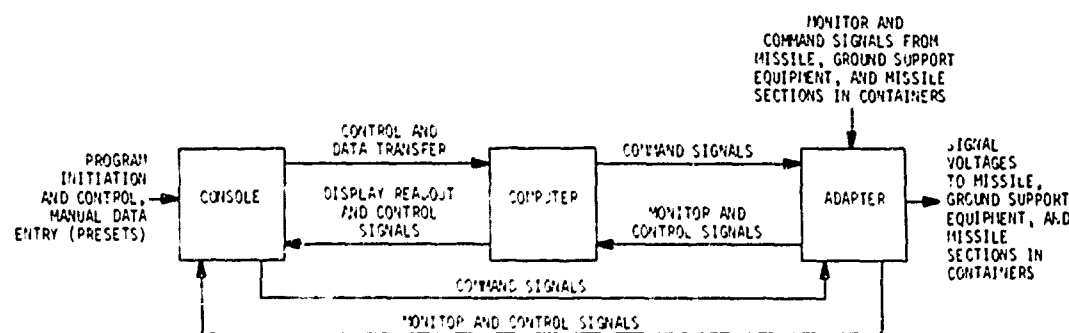 MONITOR AND
COMMAND SIGNALS FROM
MISSILE, GROUND SUPPORT
EQUIPMENT, AND MISSILE
SECTIONS IN CONTAINERS
PROGRAM
INITIATION
AND CONTROL,
MANUAL DATA
ENTRY (PRESETS)
CONSOLE
CONTROL AND
DATA TRANSFER
DISPLAY READOUT
AND CONTROL
SIGNALS
COMPUTER
COMMAND SIGNALS
MONITOR AND
CONTROL SIGNALS
ADAPTER
SIGNAL
VOLTAGES
TO MISSILE,
GROUND SUPPORT
EQUIPMENT, AND
MISSILE
SECTIONS IN
CONTAINERS
COMMAND SIGNALS
MONITOR AND CONTROL SIGNALS